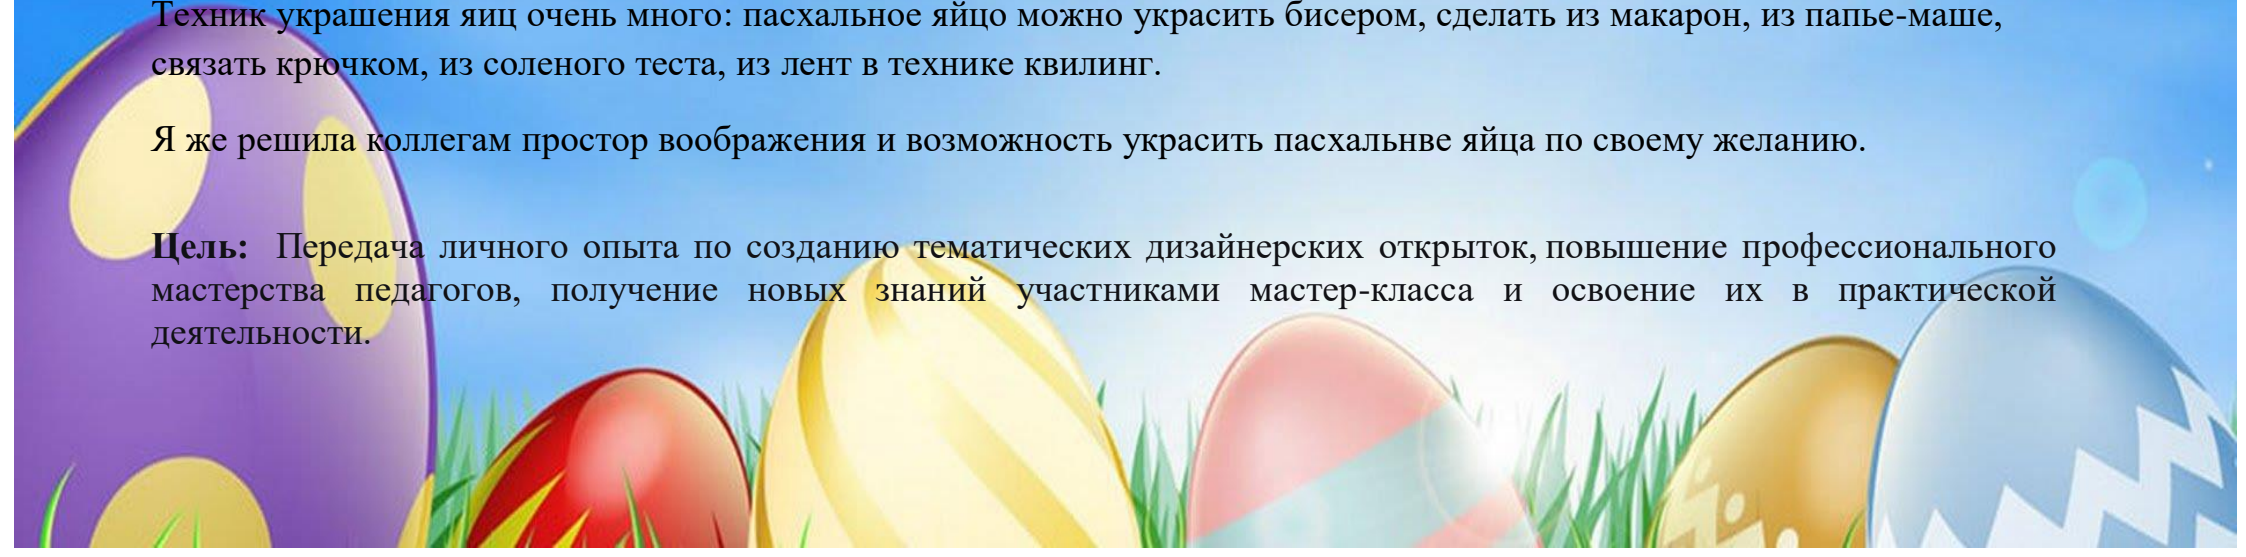 Техник украшения яиц очень много: пасхальное яйцо можно украсить бисером, сделать из макарон, из папье-маше,
связать крючком, из соленого теста, из лент в технике квилинг.
Я же решила коллегам простор воображения и возможность украсить пасхальнве яйца по своему желанию.
Цель: Передача личного опыта по созданию тематических дизайнерских открыток, повышение профессионального
мастерства педагогов, получение новых знаний участниками мастер-класса и освоение их в практической
деятельности.